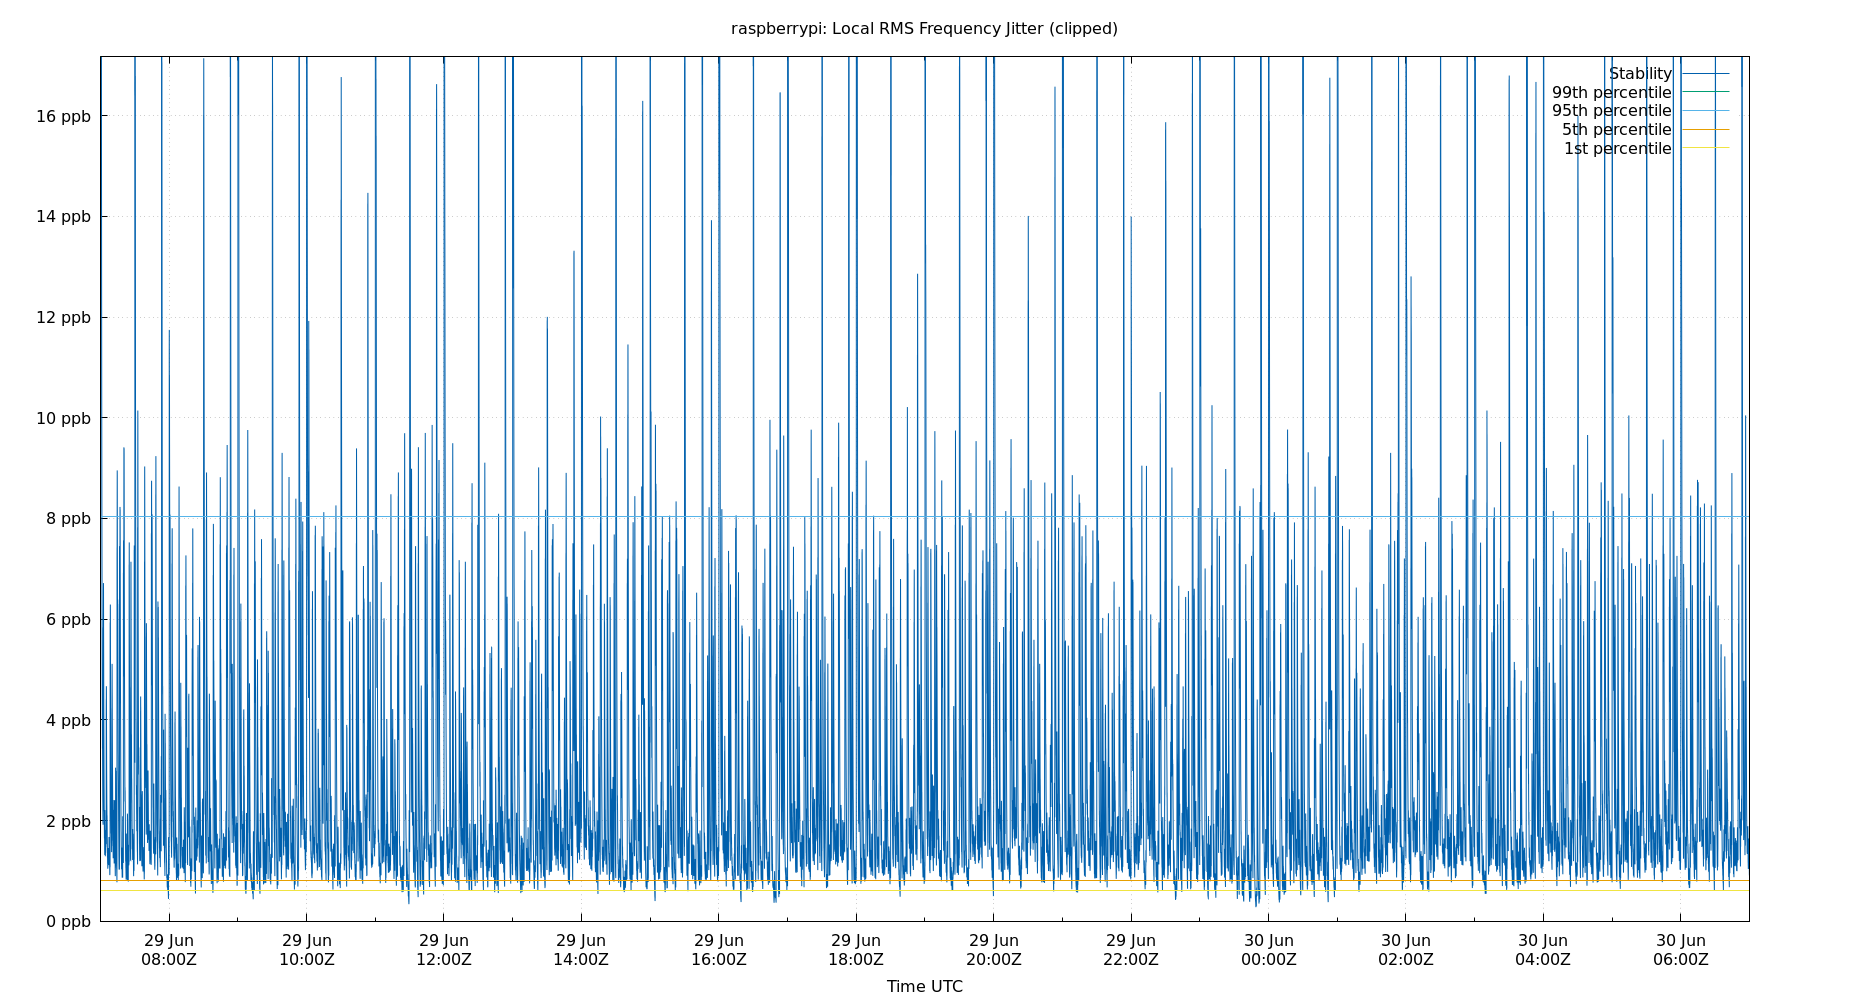 raspberrypi: Local RMS Frequency Jitter (clipped)
Stability
99th percentile
95th percentile
5th percentile
1st percentile
16 ppb
14 ppb
12 ppb
10 ppb
8 ppb
6 ppb
4 ppb
2 ppb
0 ppb
29 Jun 29 Jun 29 Jun 29 Jun 29 Jun 29 Jun 29 Jun 29 Jun 30 Jun 30 Jun 30 Jun 30 Jun
08:00Z 10:00Z 12:00Z 14:00Z 16:00Z 18:00Z 20:00Z 22:00Z 00:00Z 02:00Z 04:00Z 06:00Z
Time UTC